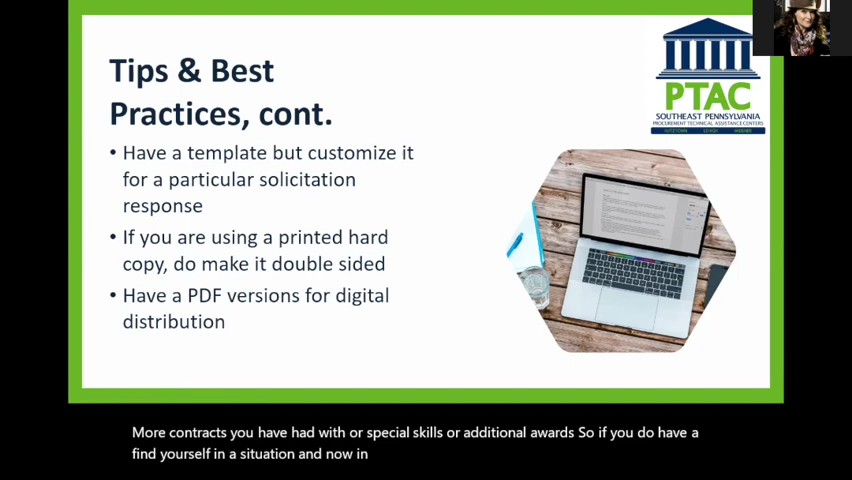 Tips & Best
Practices, cont.
• Have a template but customize it
for a particular solicitation
response
• If you are using a printed hard
copy, do make it double sided
• Have a PDF versions for digital
distribution
PTAC
SOUTHEAST PENNSYLVANIA
PROCUREMENT TECHNICAL ASSISTANCE CENTERS
KUTZTOWN LEHIGH WIDENER
More contracts you have had with or special skills or additional awards So if you do have a
find yourself in a situation and now in